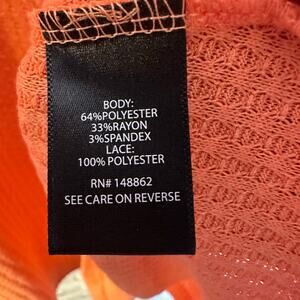 BODY:
64%POLYESTER
33%RAYON
3%SPANDEX
LACE:
100%POLYESTER
RN# 148862
SEE CARE ON REVERSE